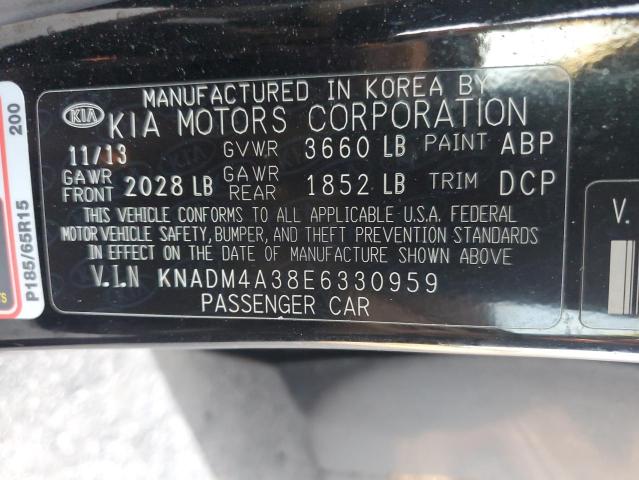 MANUFACTURED IN KOREA BY
KIA KIA MOTORS CORPORATION
11/13 GVWR 3660 LB PAINT ABP
GAWR FRONT 2028 LB GAWR REAR 1852 LB TRIM DCP
THIS VEHICLE CONFORMS TO ALL APPLICABLE U.S.A. FEDERAL
MOTOR VEHICLE SAFETY, BUMPER, AND THEFT PREVENTION STANDARDS
IN EFFECT ON THE DATE OF MANUFACTURE SHOWN ABOVE
V.I.N KNADM4A38E6330959
PASSENGER CAR
P185/65R15
200
V.